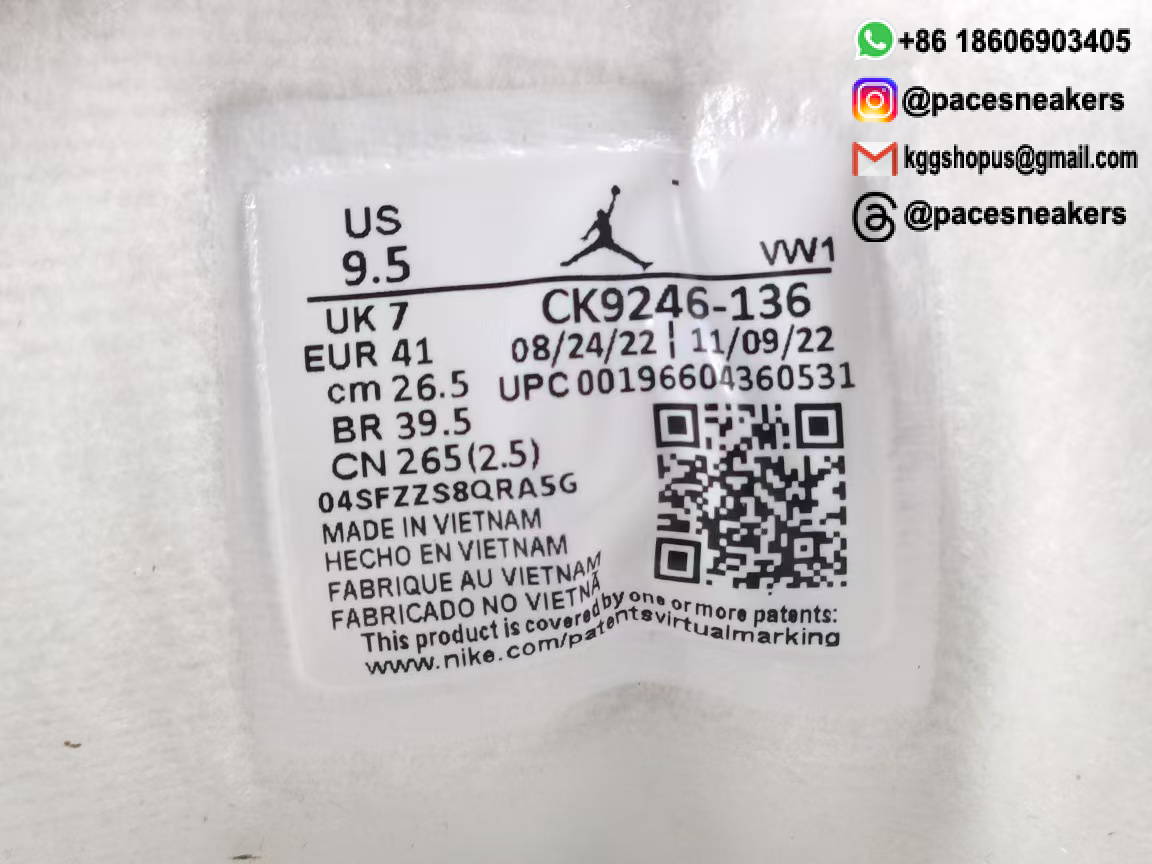 +86 18606903405
@pacesneakers
kggshopus@gmail.com
@pacesneakers
US
9.5
VW1
UK 7
CK9246-136
EUR 41
08/24/22 | 11/09/22
cm 26.5
UPC 00196604360531
BR 39.5
CN 265(2.5)
04SFZZS8QRA5G
MADE IN VIETNAM
HECHO EN VIETNAM
FABRIQUE AU VIETNAM
FABRICADO NO VIETNÃ
This product is covered by one or more patents:
www.nike.com/patentsvirtualmarking